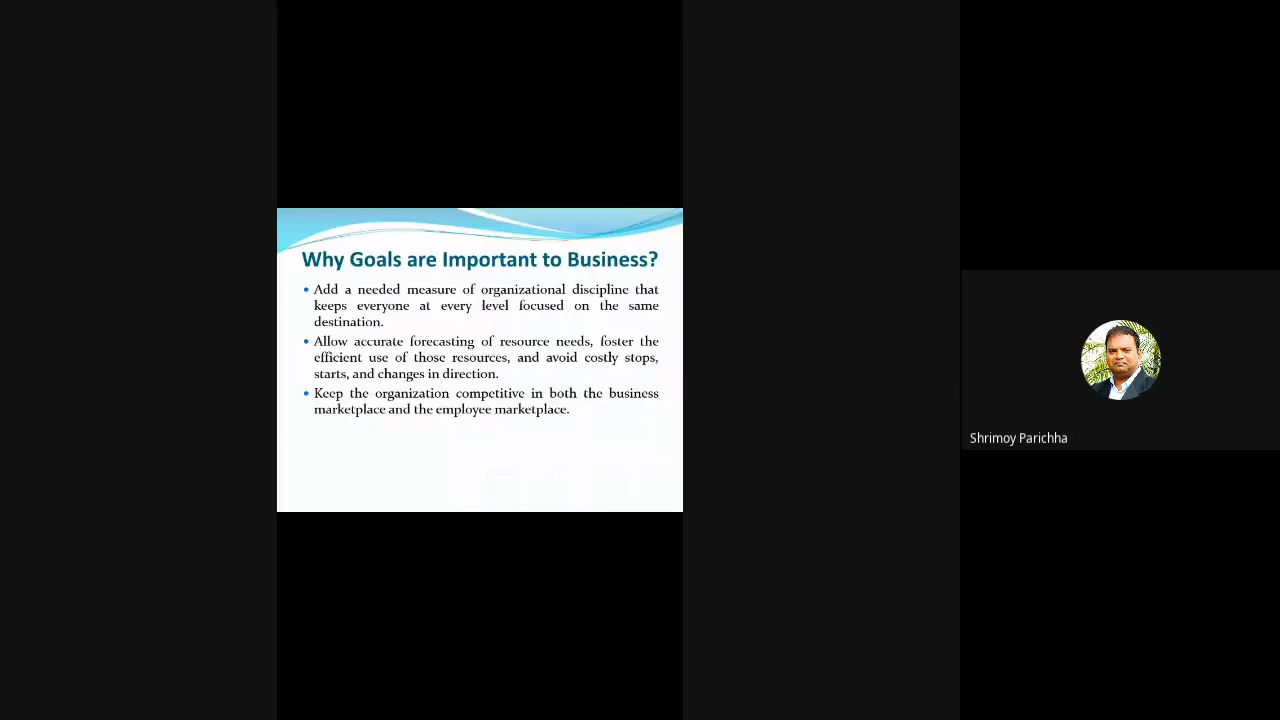 Why Goals are Important to Business?
• Add a needed measure of organizational discipline that
keeps everyone at every level focused on the same
destination.
• Allow accurate forecasting of resource needs, foster the
efficient use of those resources, and avoid costly stops,
starts, and changes in direction.
• Keep the organization competitive in both the business
marketplace and the employee marketplace.
Shrimoy Parichha